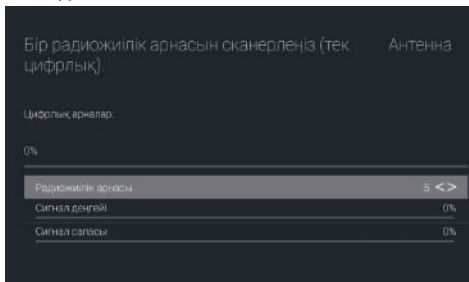 Бір радиожиілік арнасын сканерлеңіз (тек Антенна
цифрлық).
Цифрлық арналар:
0%
Радиожиілік арнасы 5 < >
Сигнал деңгейі 0%
Сигнал сапасы 0%